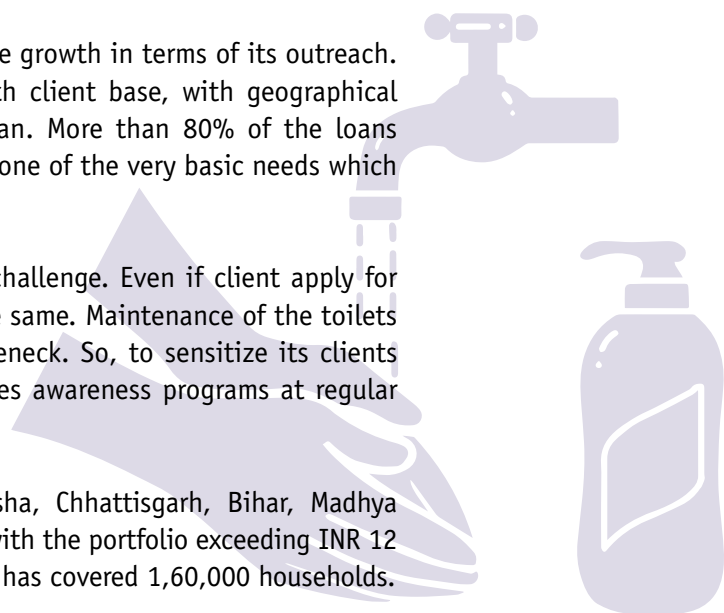 e growth in terms of its outreach.
th client base, with geographical
an. More than 80% of the loans
one of the very basic needs which
challenge. Even if client apply for
e same. Maintenance of the toilets
eneck. So, to sensitize its clients
es awareness programs at regular
sha, Chhattisgarh, Bihar, Madhya
with the portfolio exceeding INR 12
has covered 1,60,000 households.